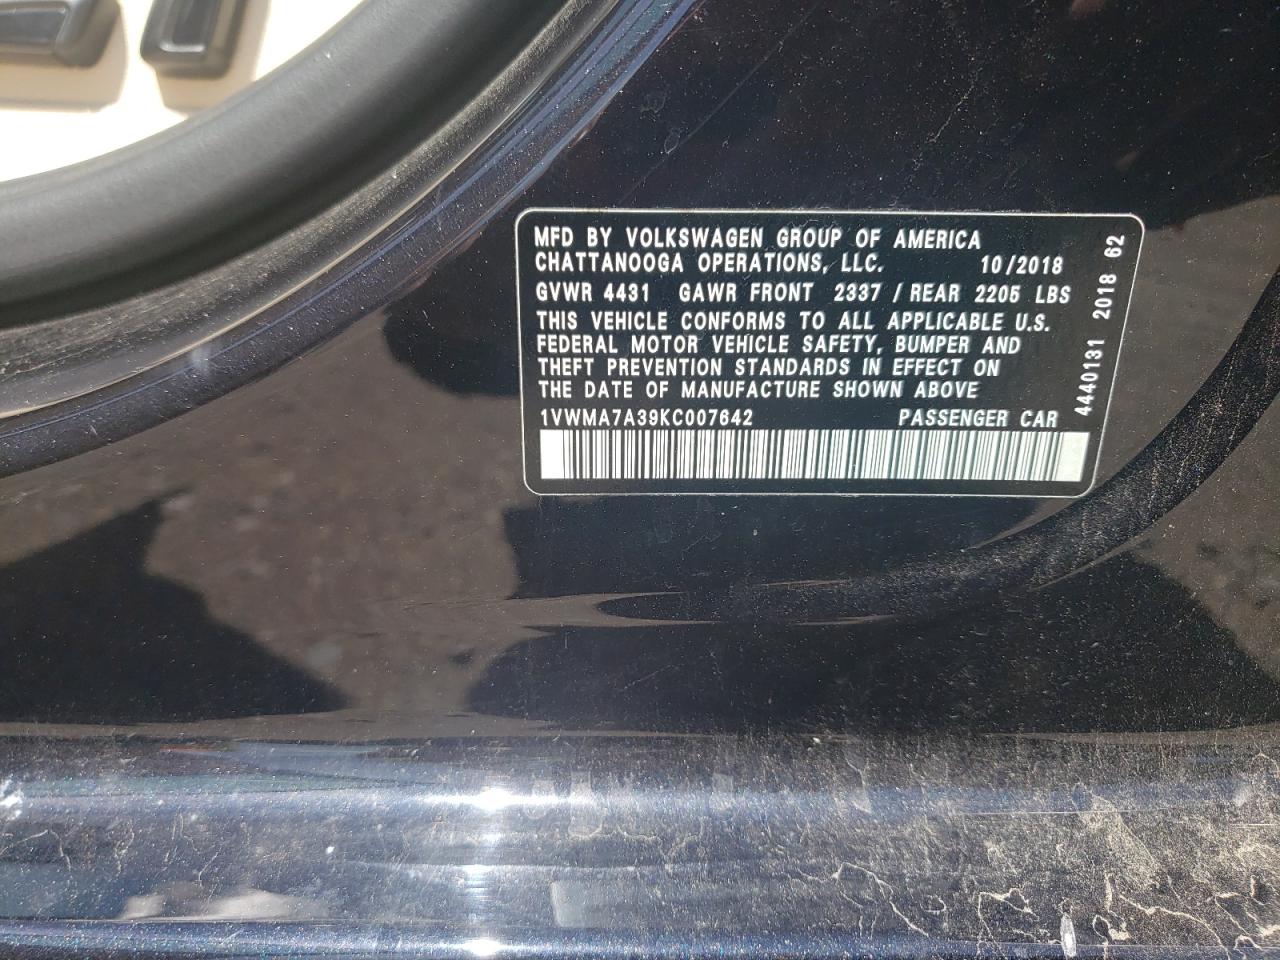 MFD BY VOLKSWAGEN GROUP OF AMERICA
CHATTANOOGA OPERATIONS, LLC. 10/2018
GVWR 4431 GAWR FRONT 2337 / REAR 2205 LBS
THIS VEHICLE CONFORMS TO ALL APPLICABLE U.S.
FEDERAL MOTOR VEHICLE SAFETY, BUMPER AND
THEFT PREVENTION STANDARDS IN EFFECT ON
THE DATE OF MANUFACTURE SHOWN ABOVE
1VWMA7A39KC007642 PASSENGER CAR
4440131 2018 62